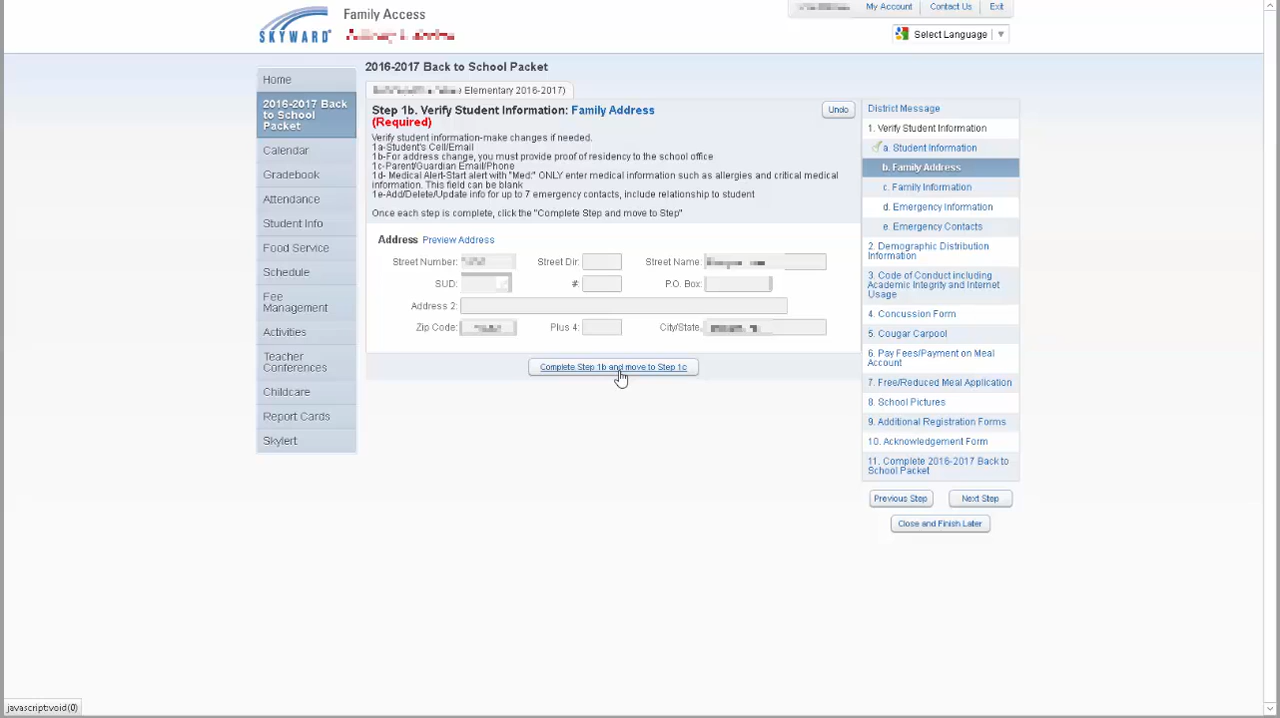 SKYWARD
Family Access
My Account
Contact Us
Exit
Select Language
2016-2017 Back to School Packet
Elementary 2016-2017)
Home
2016-2017 Back
to School
Packet
Calendar
Gradebook
Attendance
Student Info
Food Service
Schedule
Fee
Management
Activities
Teacher
Conferences
Childcare
Report Cards
Skylert
Step 1b. Verify Student Information: Family Address
(Required)
Undo
Verify student information-make changes if needed.
1a-Student's Cell/Email
1b-For address change, you must provide proof of residency to the school office
1c-Parent/Guardian Email/Phone
1d- Medical Alert-Start alert with "Med:" ONLY enter medical information such as allergies and critical medical
information. This field can be blank
1e-Add/Delete/Update info for up to 7 emergency contacts, include relationship to student
Once each step is complete, click the "Complete Step and move to Step"
Address Preview Address
Street Number: Street Dir: Street Name:
SUD: #: P.O. Box:
Address 2:
Zip Code: Plus 4: City/State:
Complete Step 1b and move to Step 1c
District Message
1. Verify Student Information
a. Student Information
b. Family Address
c. Family Information
d. Emergency Information
e. Emergency Contacts
2. Demographic Distribution
Information
3. Code of Conduct including
Academic Integrity and Internet
Usage
4. Concussion Form
5. Cougar Carpool
6. Pay Fees/Payment on Meal
Account
7. Free/Reduced Meal Application
8. School Pictures
9. Additional Registration Forms
10. Acknowledgement Form
11. Complete 2016-2017 Back to
School Packet
Previous Step
Next Step
Close and Finish Later
javascript:void(0)